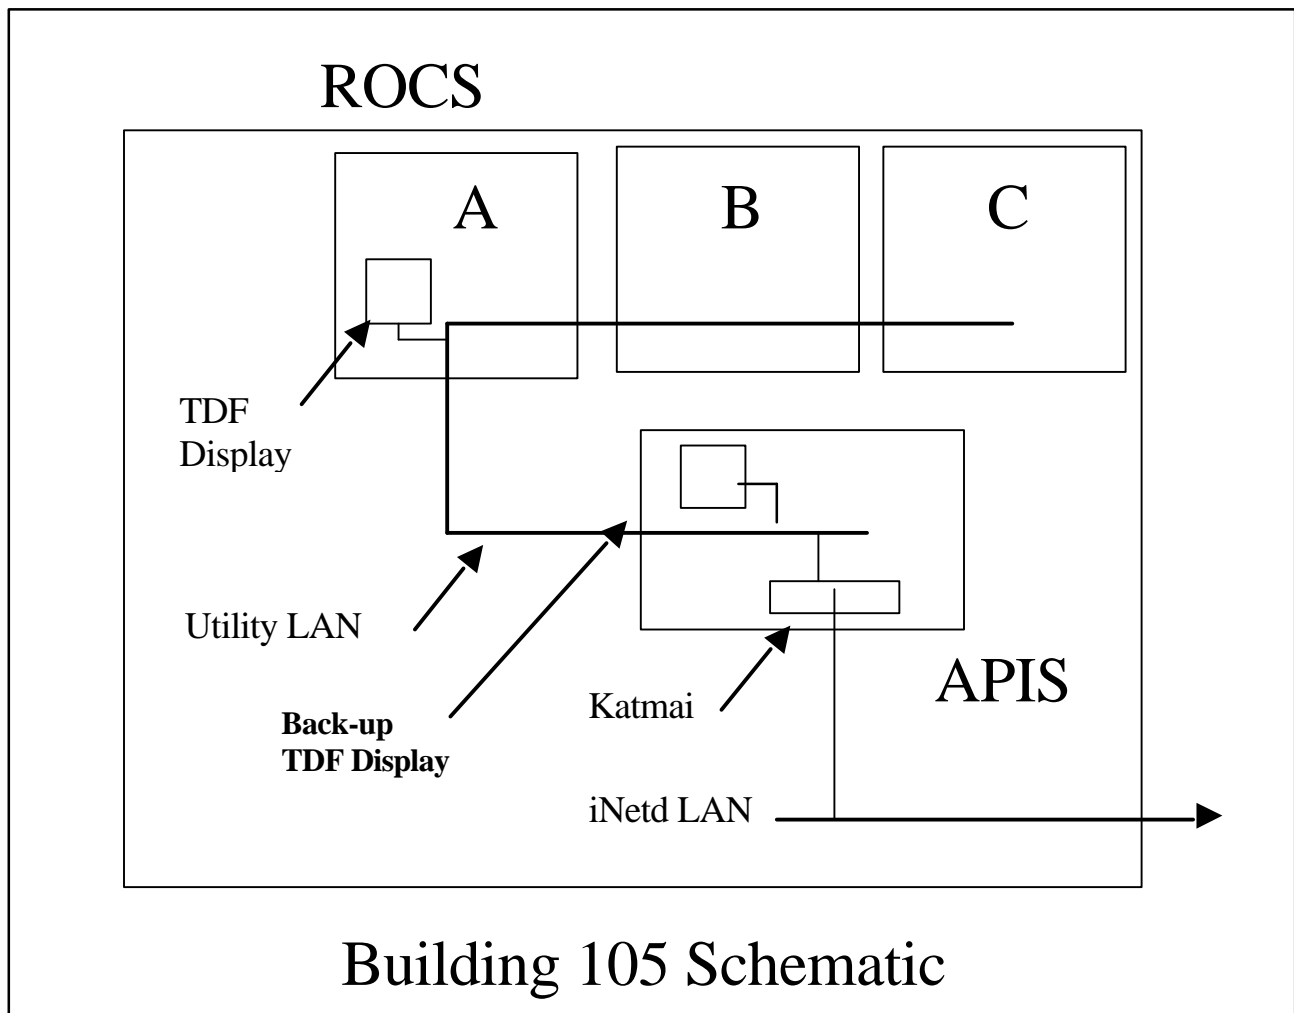 ROCS
A
B
C
TDF
Display
Utility LAN
Back-up
TDF Display
Katmai
APIS
iNetd LAN
Building 105 Schematic